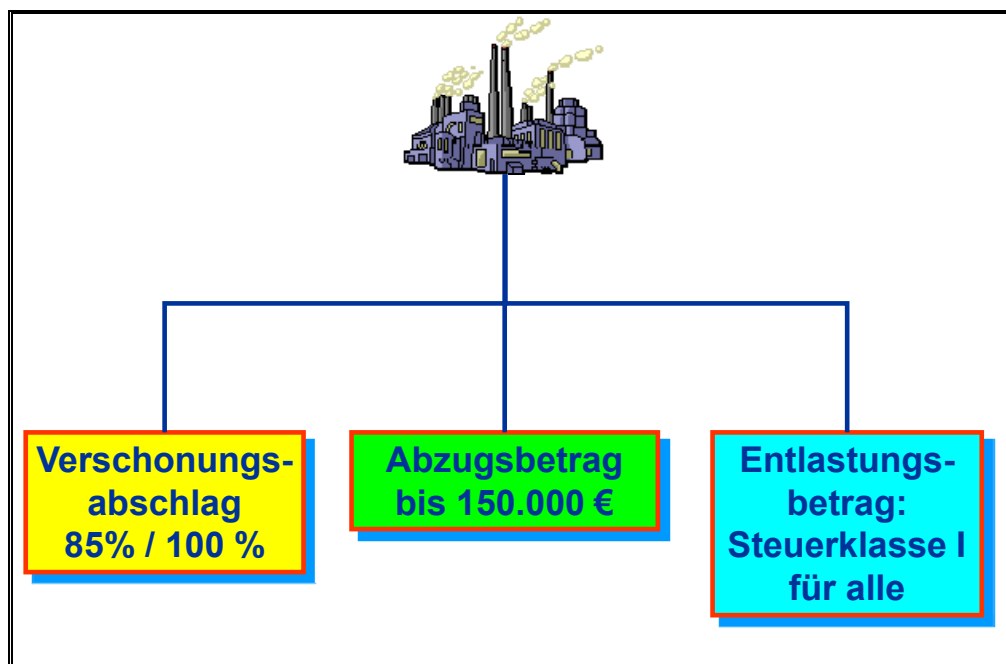 Verschonungs-
abschlag
85% / 100 %
Abzugsbetrag
bis 150.000 €
Entlastungs-
betrag:
Steuerklasse I
für alle